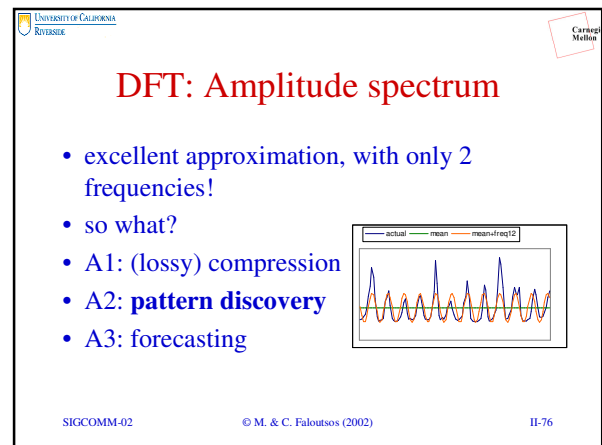 UNIVERSITY OF CALIFORNIA
RIVERSIDE
Carnegi
Mellon
DFT: Amplitude spectrum
• excellent approximation, with only 2
frequencies!
• so what?
• A1: (lossy) compression
• A2: pattern discovery
• A3: forecasting
actual mean mean+freq12
SIGCOMM-02 © M. & C. Faloutsos (2002) II-76